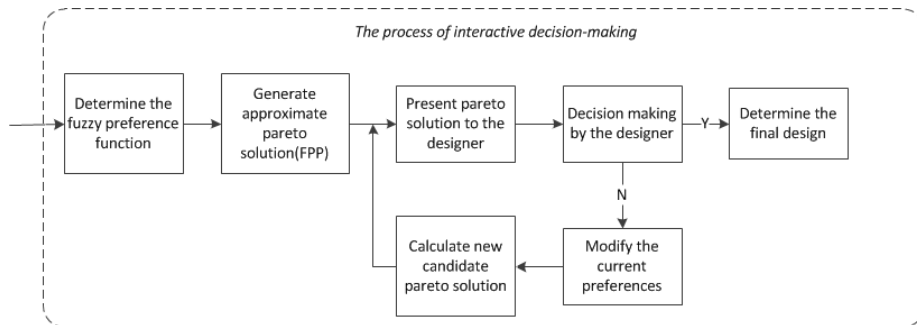 The process of interactive decision-making
Determine the
fuzzy preference
function
Generate
approximate
pareto
solution(FPP)
Present pareto
solution to the
designer
Decision making
by the designer
Y
Determine the
final design
N
Modify the
current
preferences
Calculate new
candidate
pareto solution